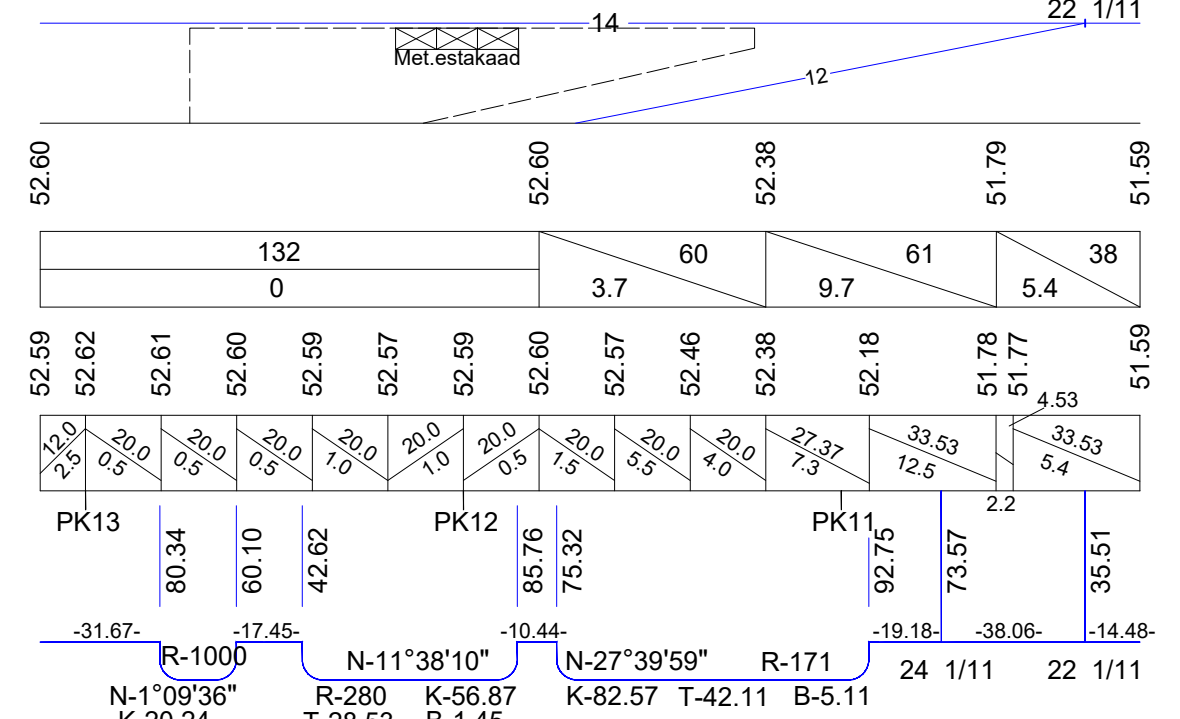 22 1/11
14
Met.estakaad
12
52.60 52.60 52.38 51.79 51.59
132 60 61 38
0 3.7 9.7 5.4
52.59 52.62 52.61 52.60 52.59 52.57 52.59 52.60 52.57 52.46 52.38 52.18 51.78 51.77 51.59
4.53
12.0 20.0 20.0 20.0 20.0 20.0 20.0 20.0 20.0 20.0 27.37 33.53 33.53
2.5 0.5 0.5 0.5 1.0 1.0 0.5 1.5 5.5 4.0 7.3 12.5 5.4
2.2
PK13 PK12 PK11
80.34 60.10 42.62 85.76 75.32 92.75 73.57 35.51
-31.67- -17.45- -10.44- -19.18- -38.06- -14.48-
R-1000 N-11°38'10" N-27°39'59" R-171 24 1/11 22 1/11
N-1°09'36" R-280 K-56.87 K-82.57 T-42.11 B-5.11
K-20.24 T-28.53 B-1.45